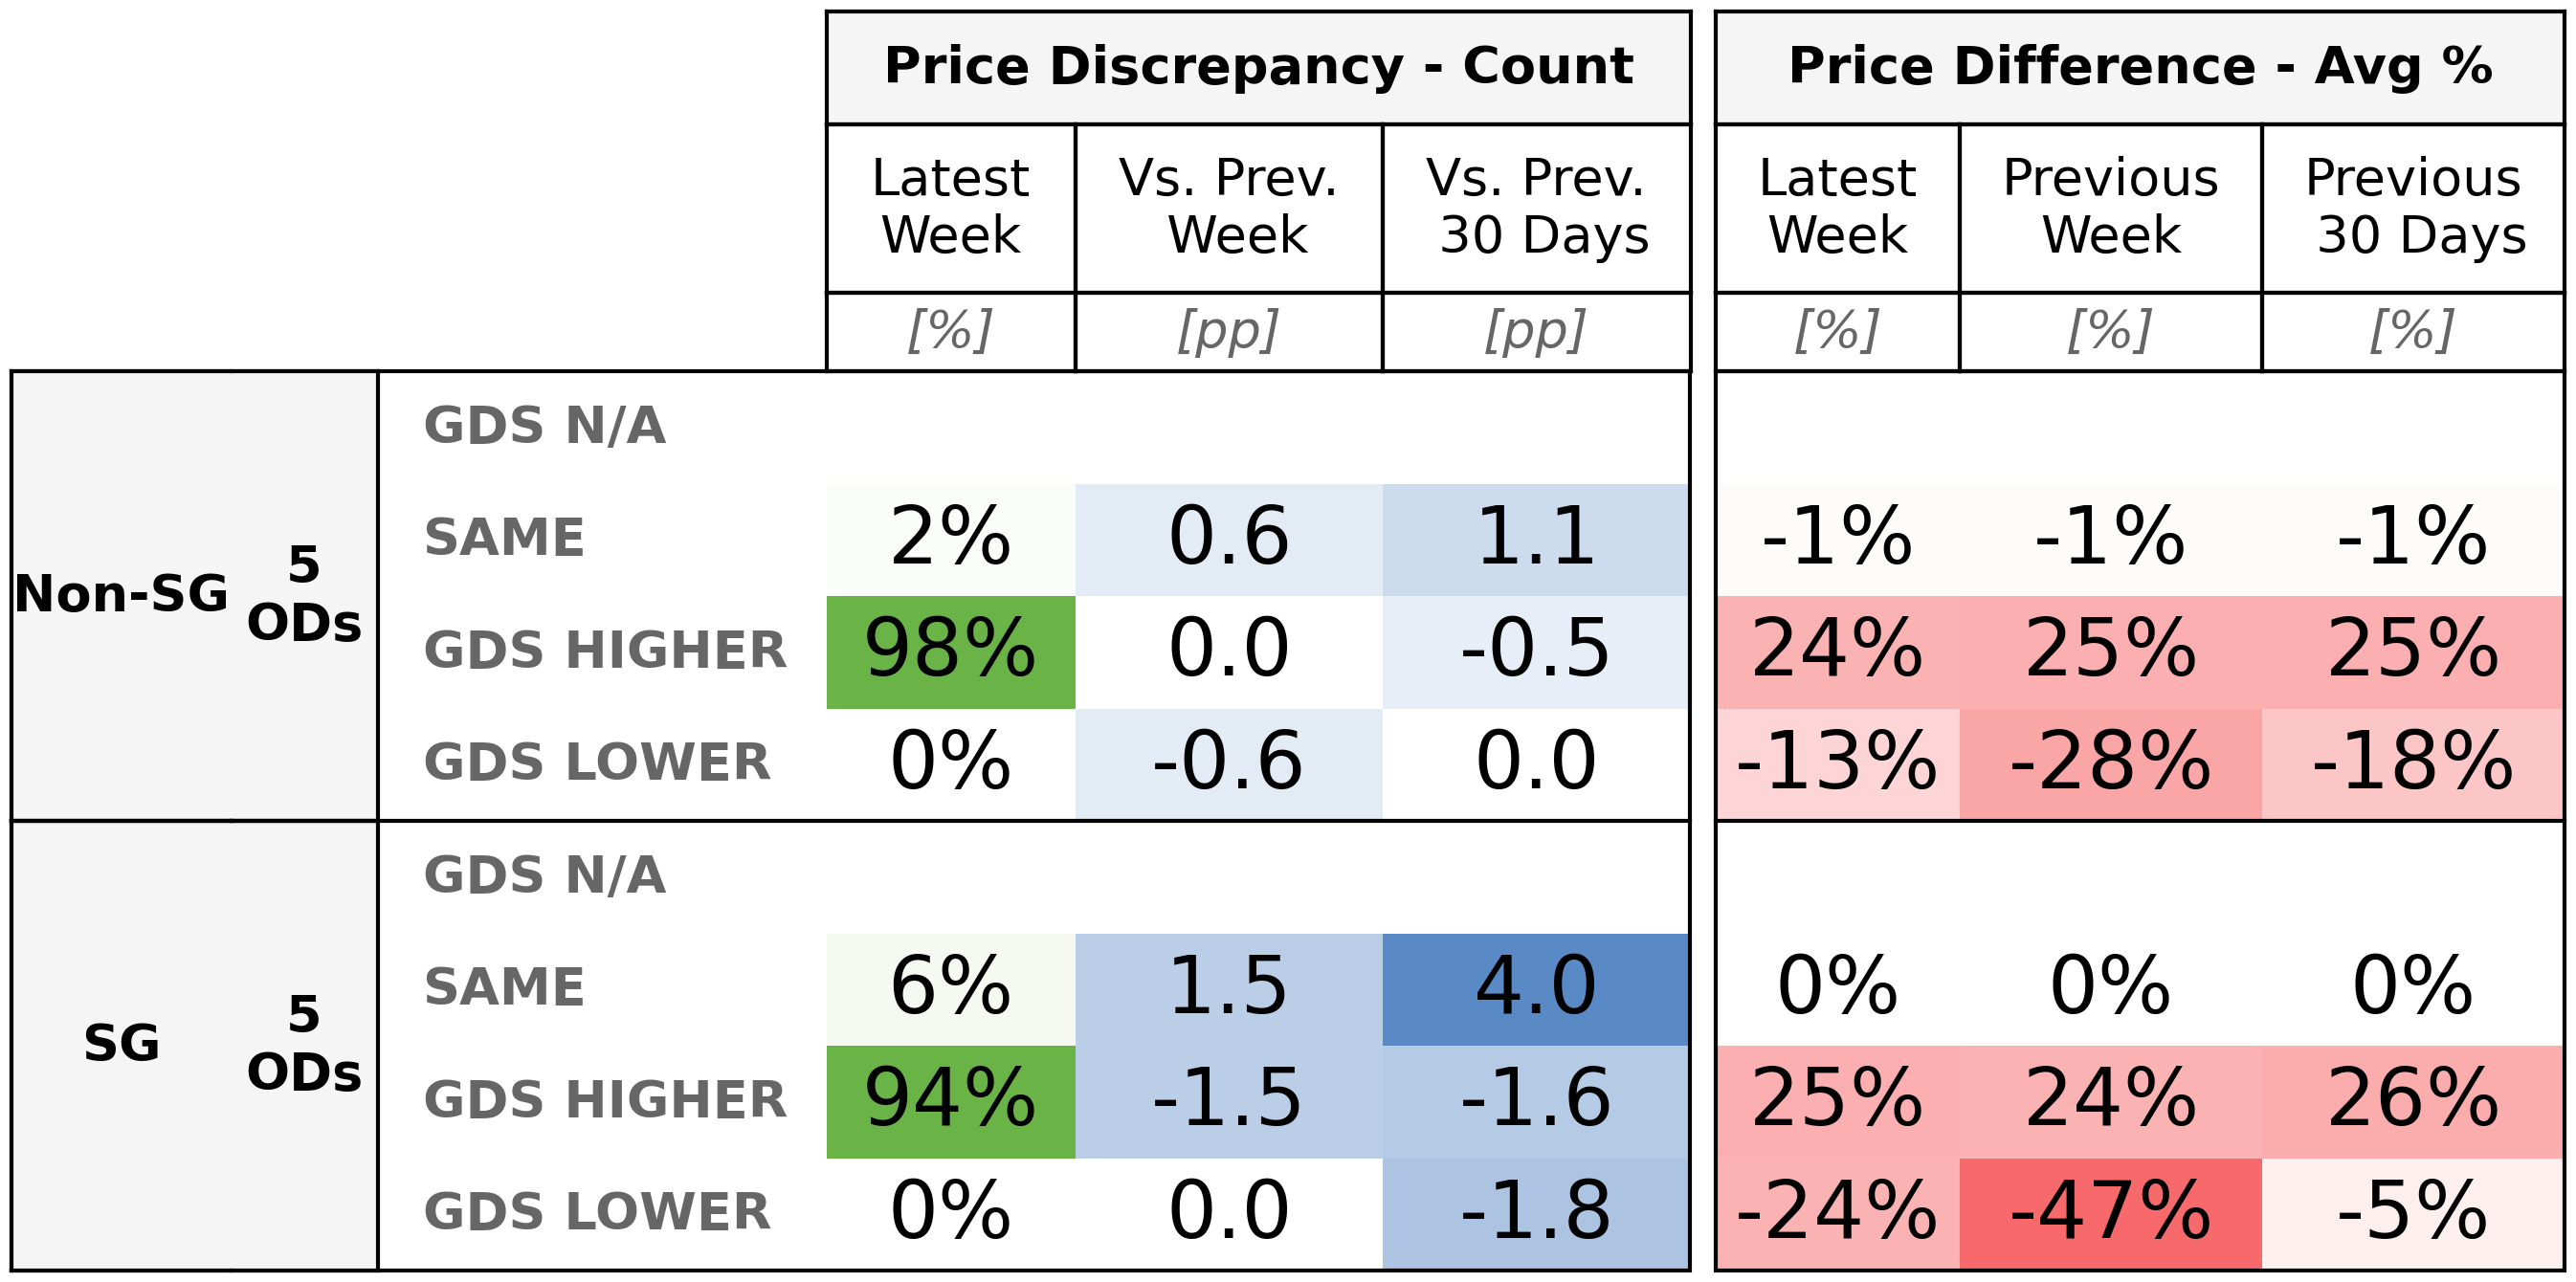 Price Discrepancy - Count Price Difference - Avg %
Latest Week Vs. Prev. Week Vs. Prev. 30 Days Latest Week Previous Week Previous 30 Days
[%] [pp] [pp] [%] [%] [%]
Non-SG 5 ODs
GDS N/A
SAME 2% 0.6 1.1 -1% -1% -1%
GDS HIGHER 98% 0.0 -0.5 24% 25% 25%
GDS LOWER 0% -0.6 0.0 -13% -28% -18%
SG 5 ODs
GDS N/A
SAME 6% 1.5 4.0 0% 0% 0%
GDS HIGHER 94% -1.5 -1.6 25% 24% 26%
GDS LOWER 0% 0.0 -1.8 -24% -47% -5%